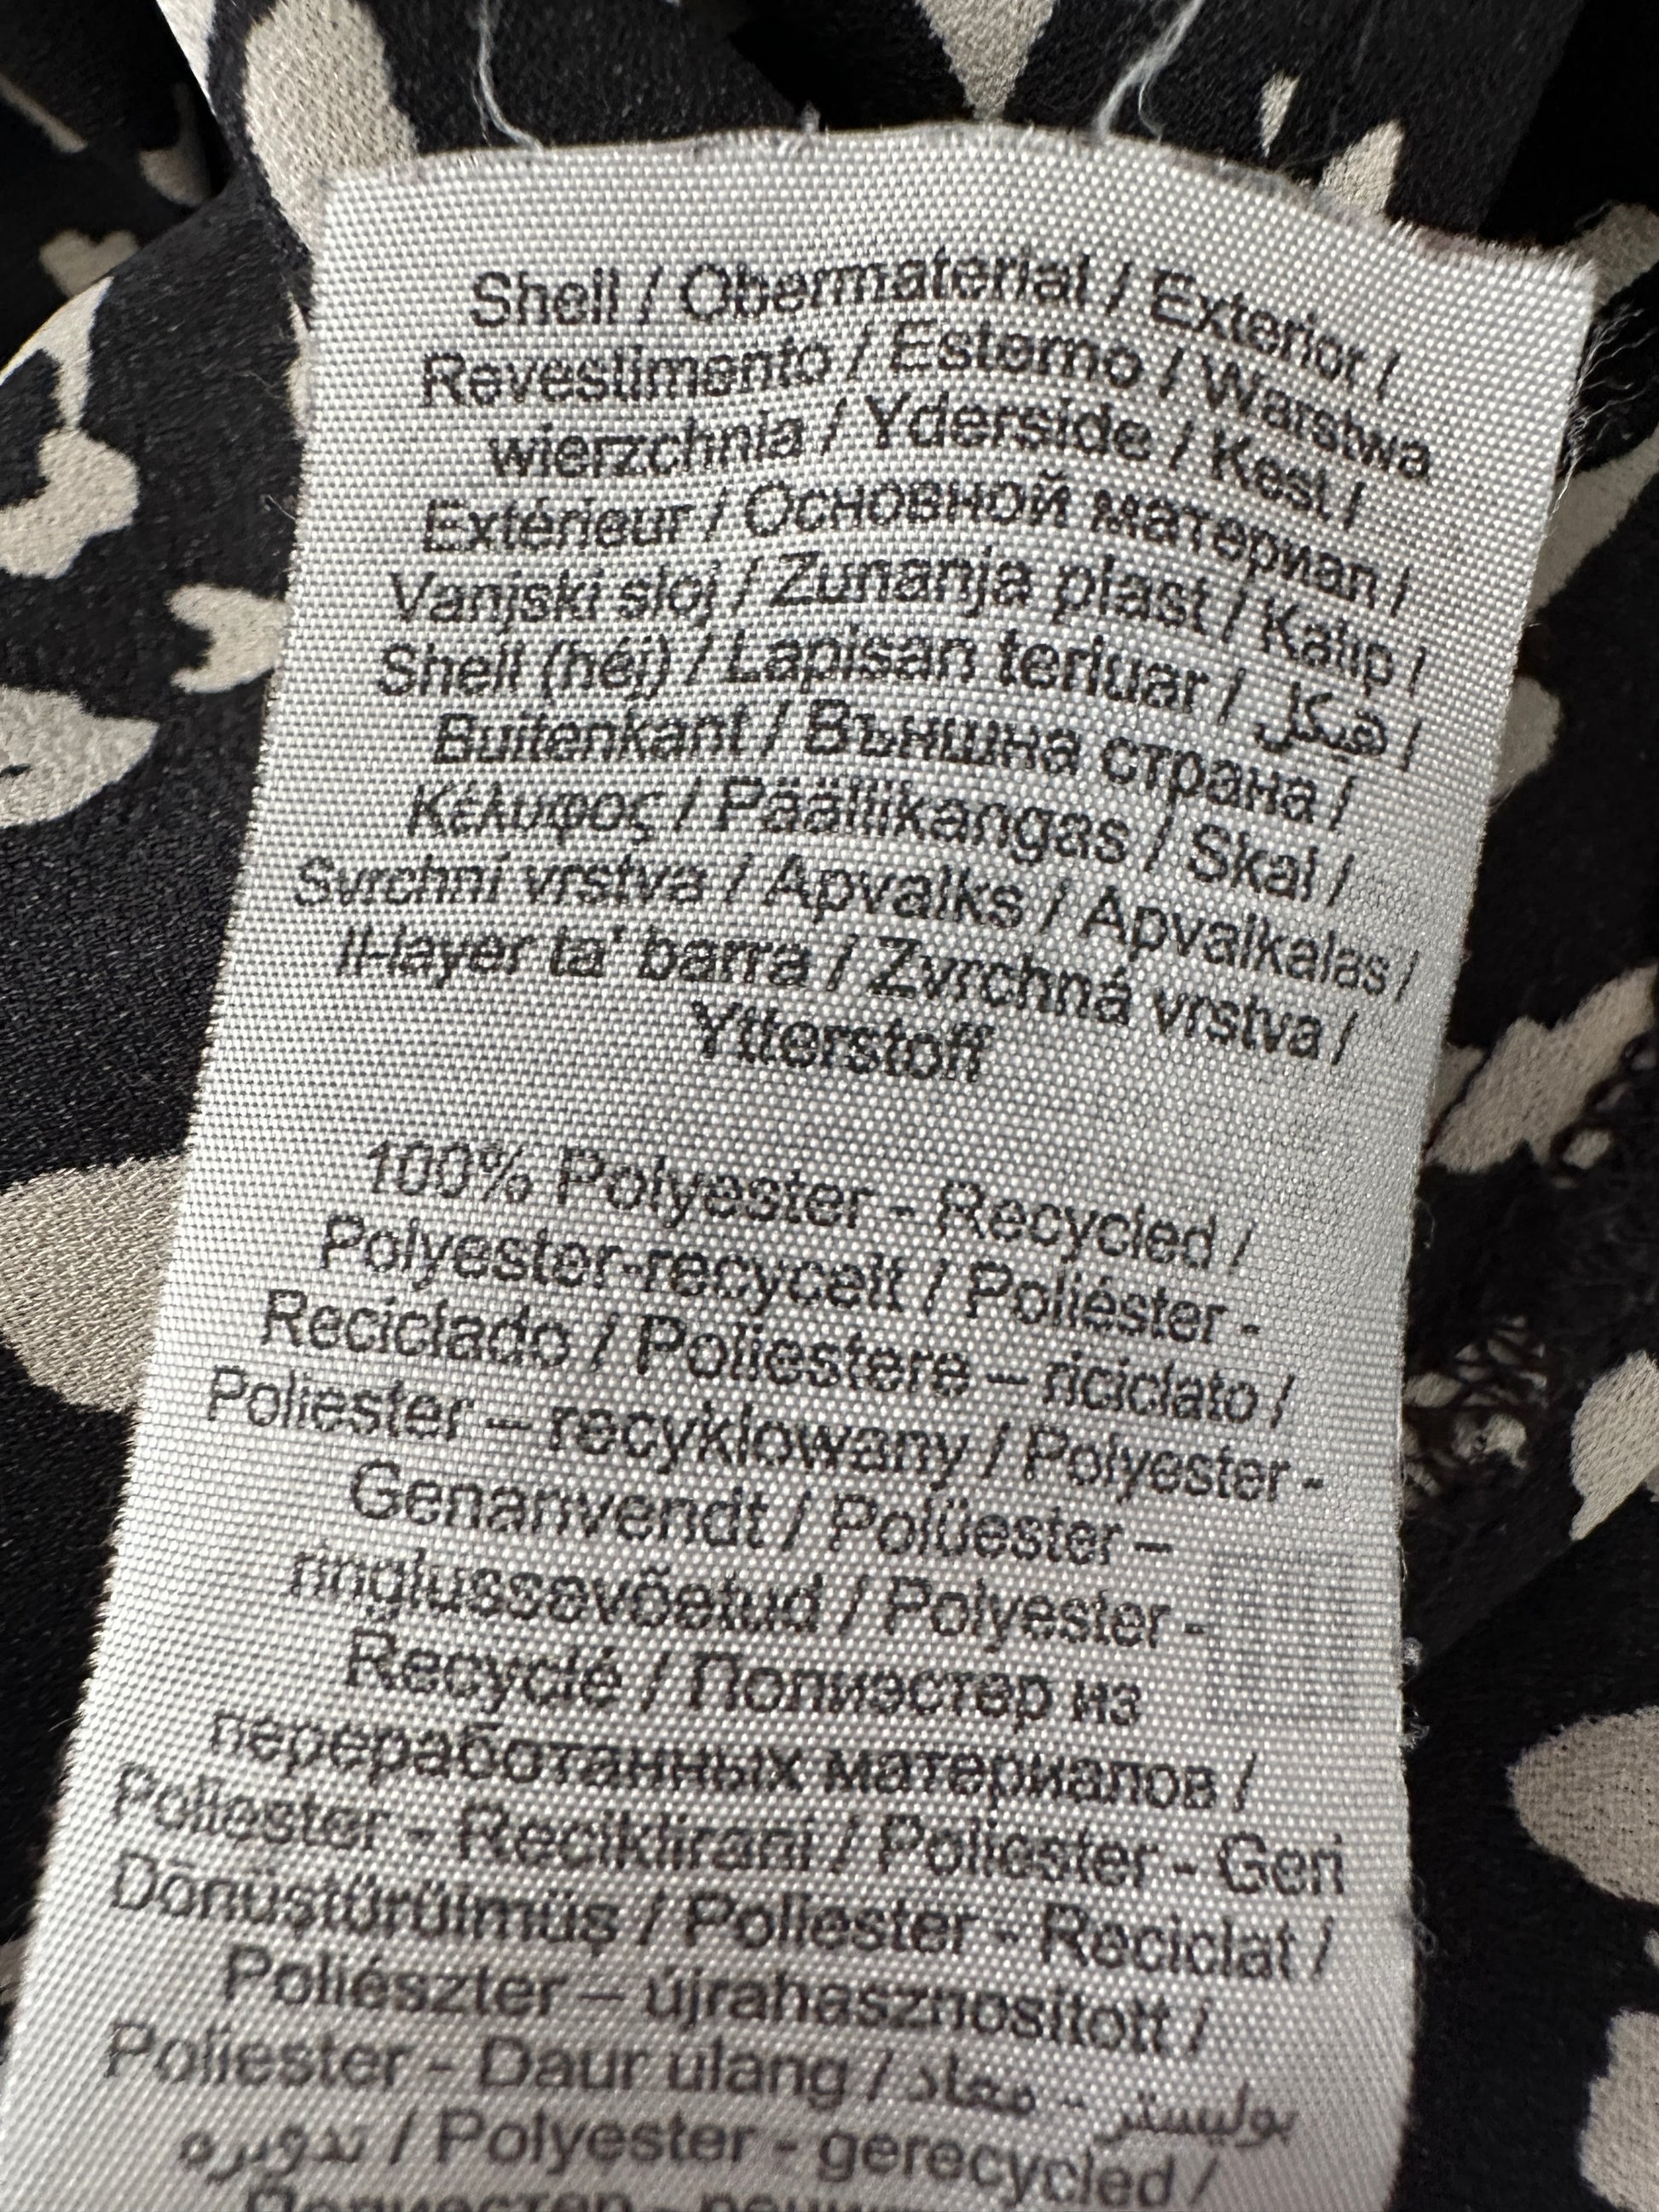 Shell / Obermaterial / Exterior /
Revestimento / Esterno / Warstwa
wierzchnia / Yderside / Kest /
Extérieur / Основной материал /
Vanjski sloj / Zunanja plast / Kalıp /
Shell (héj) / Lapisan terluar / هيكل /
Buitenkant / Външна страна /
Κέλυφος / Päällikangas / Skal /
Svrchní vrstva / Apvalks / Apvalkalas /
Il-layer ta' barra / Zvrchná vrstva /
Ytterstoff
100% Polyester - Recycled /
Polyester-recycelt / Poliéster -
Reciclado / Poliestere – riciclato /
Poliester – recyklowany / Polyester -
Genanvendt / Polüester –
ringlussevõetud / Polyester -
Recyclé / Полиэстер из
переработанных материалов /
Poliester - Reciklirani / Poliester - Geri
Dönüştürülmüş / Poliester - Reciclat /
Poliészter – újrahasznosított /
Poliester - Daur ulang / بوليستر – معاد
تدويره / Polyester - gerecycled /
Полиестер -